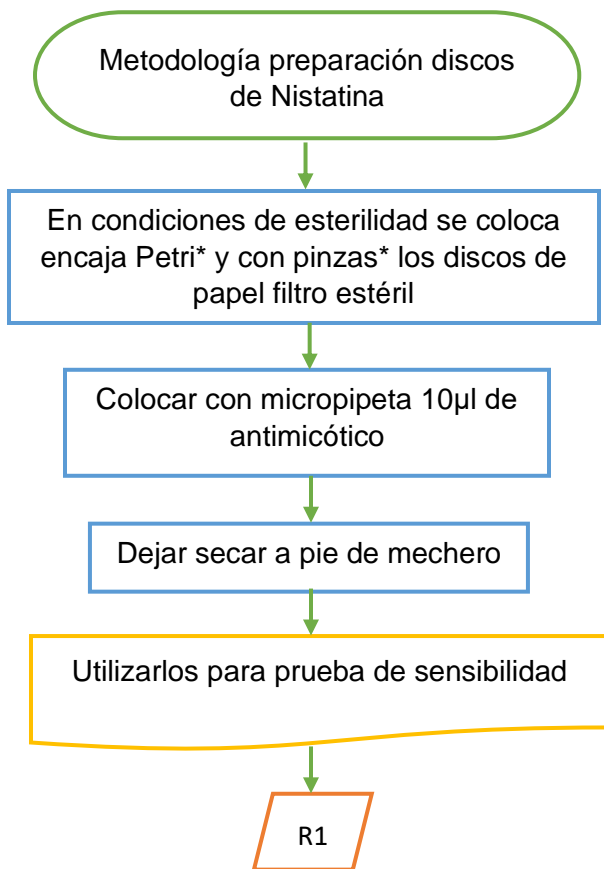 Metodología preparación discos
de Nistatina
En condiciones de esterilidad se coloca
encaja Petri* y con pinzas* los discos de
papel filtro estéril
Colocar con micropipeta 10µl de
antimicótico
Dejar secar a pie de mechero
Utilizarlos para prueba de sensibilidad
R1